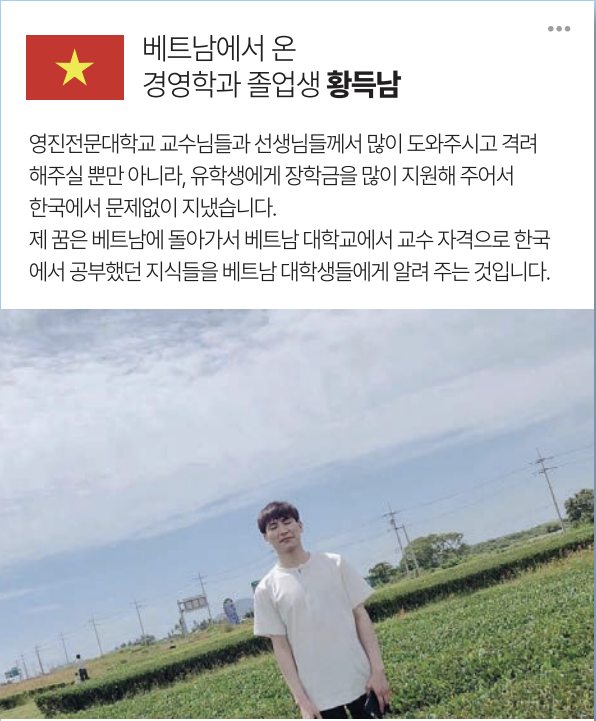 베트남에서 온
경영학과 졸업생 황득남
영진전문대학교 교수님들과 선생님들께서 많이 도와주시고 격려
해주실 뿐만 아니라, 유학생에게 장학금을 많이 지원해 주어서
한국에서 문제없이 지냈습니다.
제 꿈은 베트남에 돌아가서 베트남 대학교에서 교수 자격으로 한국
에서 공부했던 지식들을 베트남 대학생들에게 알려 주는 것입니다.